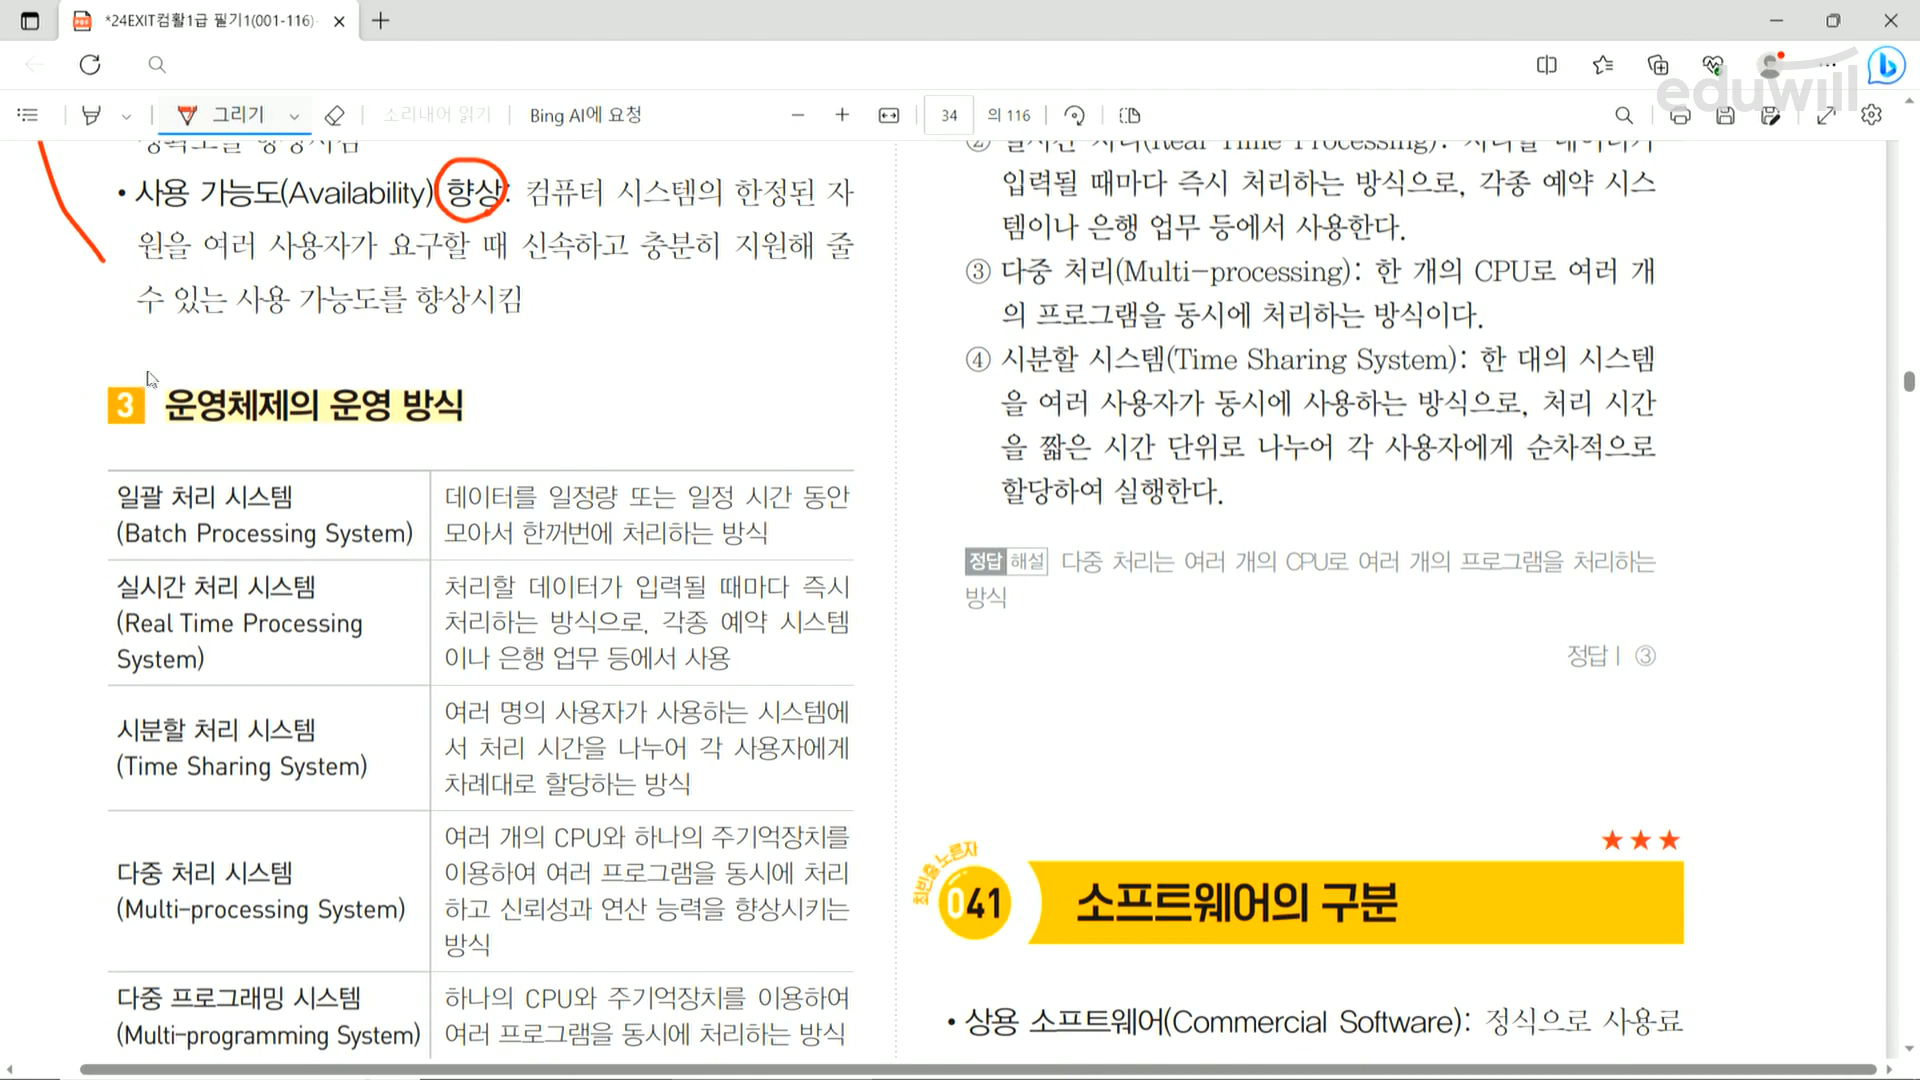 *24EXIT컴활1급 필기1(001-116)
eduwill
그리기
소리내어 읽기
Bing AI에 요청
34
의 116
• 사용 가능도(Availability) 향상: 컴퓨터 시스템의 한정된 자
원을 여러 사용자가 요구할 때 신속하고 충분히 지원해 줄
수 있는 사용 가능도를 향상시킴
3 운영체제의 운영 방식
일괄 처리 시스템
(Batch Processing System)
데이터를 일정량 또는 일정 시간 동안
모아서 한꺼번에 처리하는 방식
실시간 처리 시스템
(Real Time Processing
System)
처리할 데이터가 입력될 때마다 즉시
처리하는 방식으로, 각종 예약 시스템
이나 은행 업무 등에서 사용
시분할 처리 시스템
(Time Sharing System)
여러 명의 사용자가 사용하는 시스템에
서 처리 시간을 나누어 각 사용자에게
차례대로 할당하는 방식
다중 처리 시스템
(Multi-processing System)
여러 개의 CPU와 하나의 주기억장치를
이용하여 여러 프로그램을 동시에 처리
하고 신뢰성과 연산 능력을 향상시키는
방식
다중 프로그래밍 시스템
(Multi-programming System)
하나의 CPU와 주기억장치를 이용하여
여러 프로그램을 동시에 처리하는 방식
② 실시간 처리(Real Time Processing): 처리할 데이터가
입력될 때마다 즉시 처리하는 방식으로, 각종 예약 시스
템이나 은행 업무 등에서 사용한다.
③ 다중 처리(Multi-processing): 한 개의 CPU로 여러 개
의 프로그램을 동시에 처리하는 방식이다.
④ 시분할 시스템(Time Sharing System): 한 대의 시스템
을 여러 사용자가 동시에 사용하는 방식으로, 처리 시간
을 짧은 시간 단위로 나누어 각 사용자에게 순차적으로
할당하여 실행한다.
정답 해설 다중 처리는 여러 개의 CPU로 여러 개의 프로그램을 처리하는
방식
정답 | ③
★★★
최빈출 노른자
041 소프트웨어의 구분
• 상용 소프트웨어(Commercial Software): 정식으로 사용료